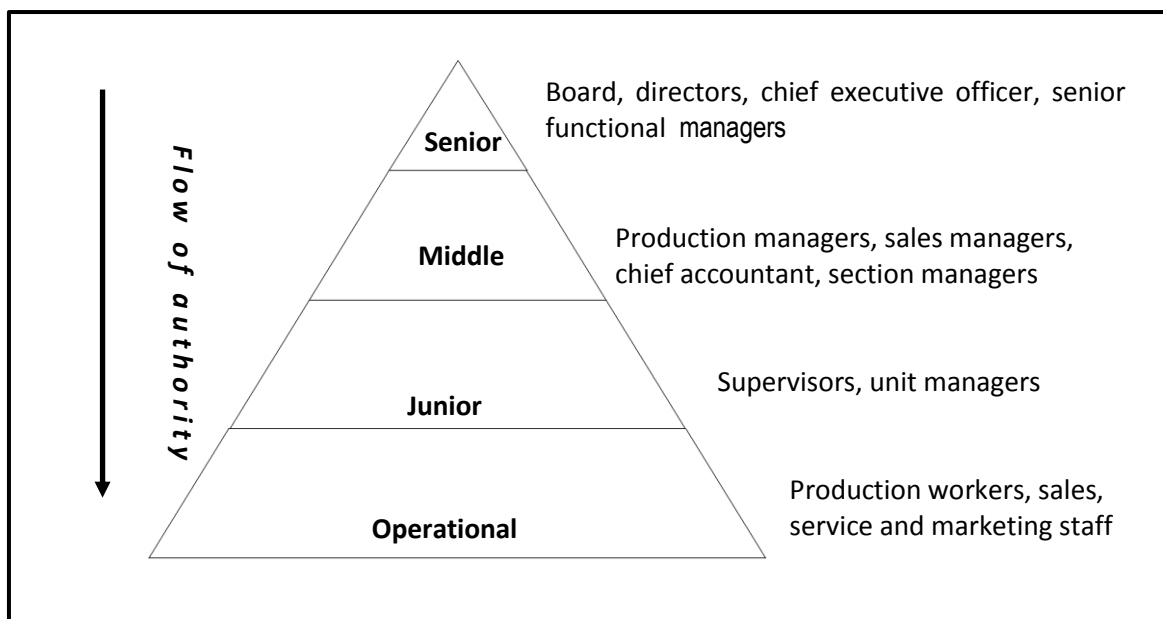 Board, directors, chief executive officer, senior
functional managers
Senior
Flow of authority
Middle
Production managers, sales managers,
chief accountant, section managers
Junior
Supervisors, unit managers
Operational
Production workers, sales,
service and marketing staff